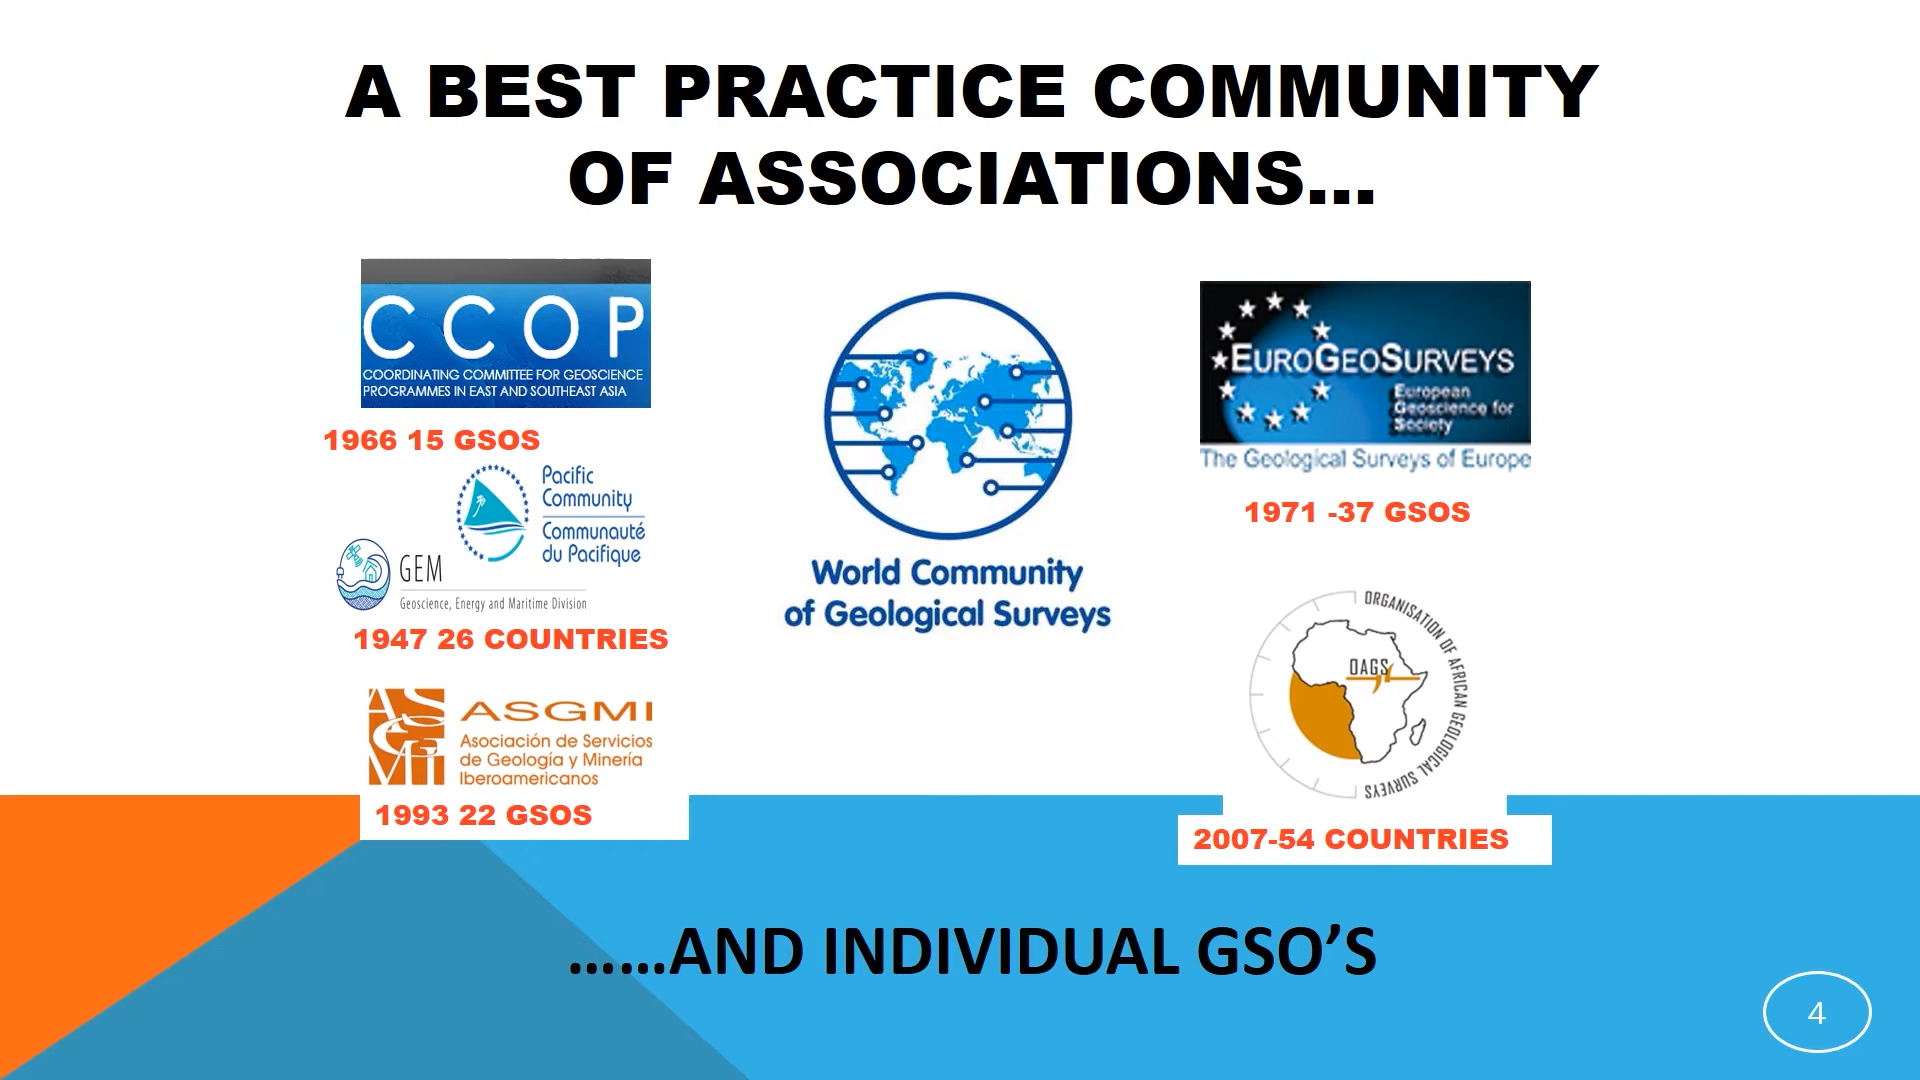 A BEST PRACTICE COMMUNITY
OF ASSOCIATIONS...
CCOP
COORDINATING COMMITTEE FOR GEOSCIENCE
PROGRAMMES IN EAST AND SOUTHEAST ASIA
1966 15 GSOS
Pacific
Community
Communauté
du Pacifique
GEM
Geoscience, Energy and Maritime Division
1947 26 COUNTRIES
ASGMI
ASGMI
Asociación de Servicios
de Geología y Minería
Iberoamericanos
1993 22 GSOS
World Community
of Geological Surveys
EUROGEOSURVEYS
European
Geoscience for
Society
The Geological Surveys of Europe
1971 -37 GSOS
ORGANISATION OF AFRICAN GEOLOGICAL SURVEYS
OAGS
2007-54 COUNTRIES
......AND INDIVIDUAL GSO’S
4